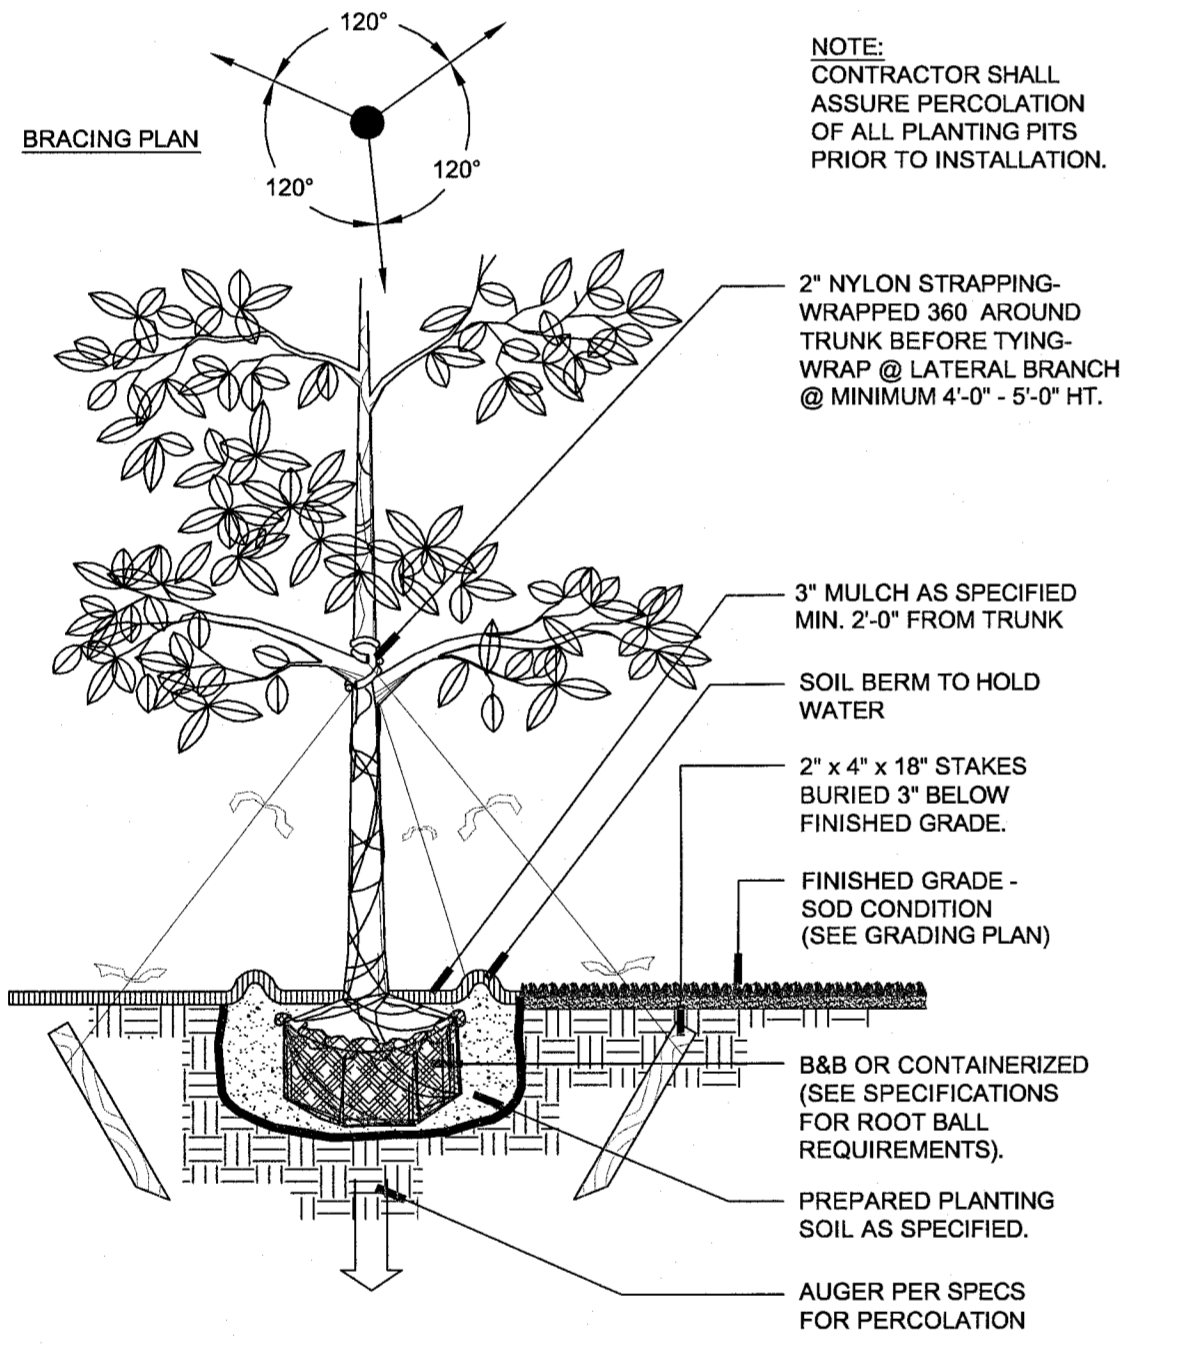 120°
BRACING PLAN
120°
120°
NOTE:
CONTRACTOR SHALL
ASSURE PERCOLATION
OF ALL PLANTING PITS
PRIOR TO INSTALLATION.
2" NYLON STRAPPING-
WRAPPED 360 AROUND
TRUNK BEFORE TYING-
WRAP @ LATERAL BRANCH
@ MINIMUM 4'-0" - 5'-0" HT.
3" MULCH AS SPECIFIED
MIN. 2'-0" FROM TRUNK
SOIL BERM TO HOLD
WATER
2" x 4" x 18" STAKES
BURIED 3" BELOW
FINISHED GRADE.
FINISHED GRADE -
SOD CONDITION
(SEE GRADING PLAN)
B&B OR CONTAINERIZED
(SEE SPECIFICATIONS
FOR ROOT BALL
REQUIREMENTS).
PREPARED PLANTING
SOIL AS SPECIFIED.
AUGER PER SPECS
FOR PERCOLATION